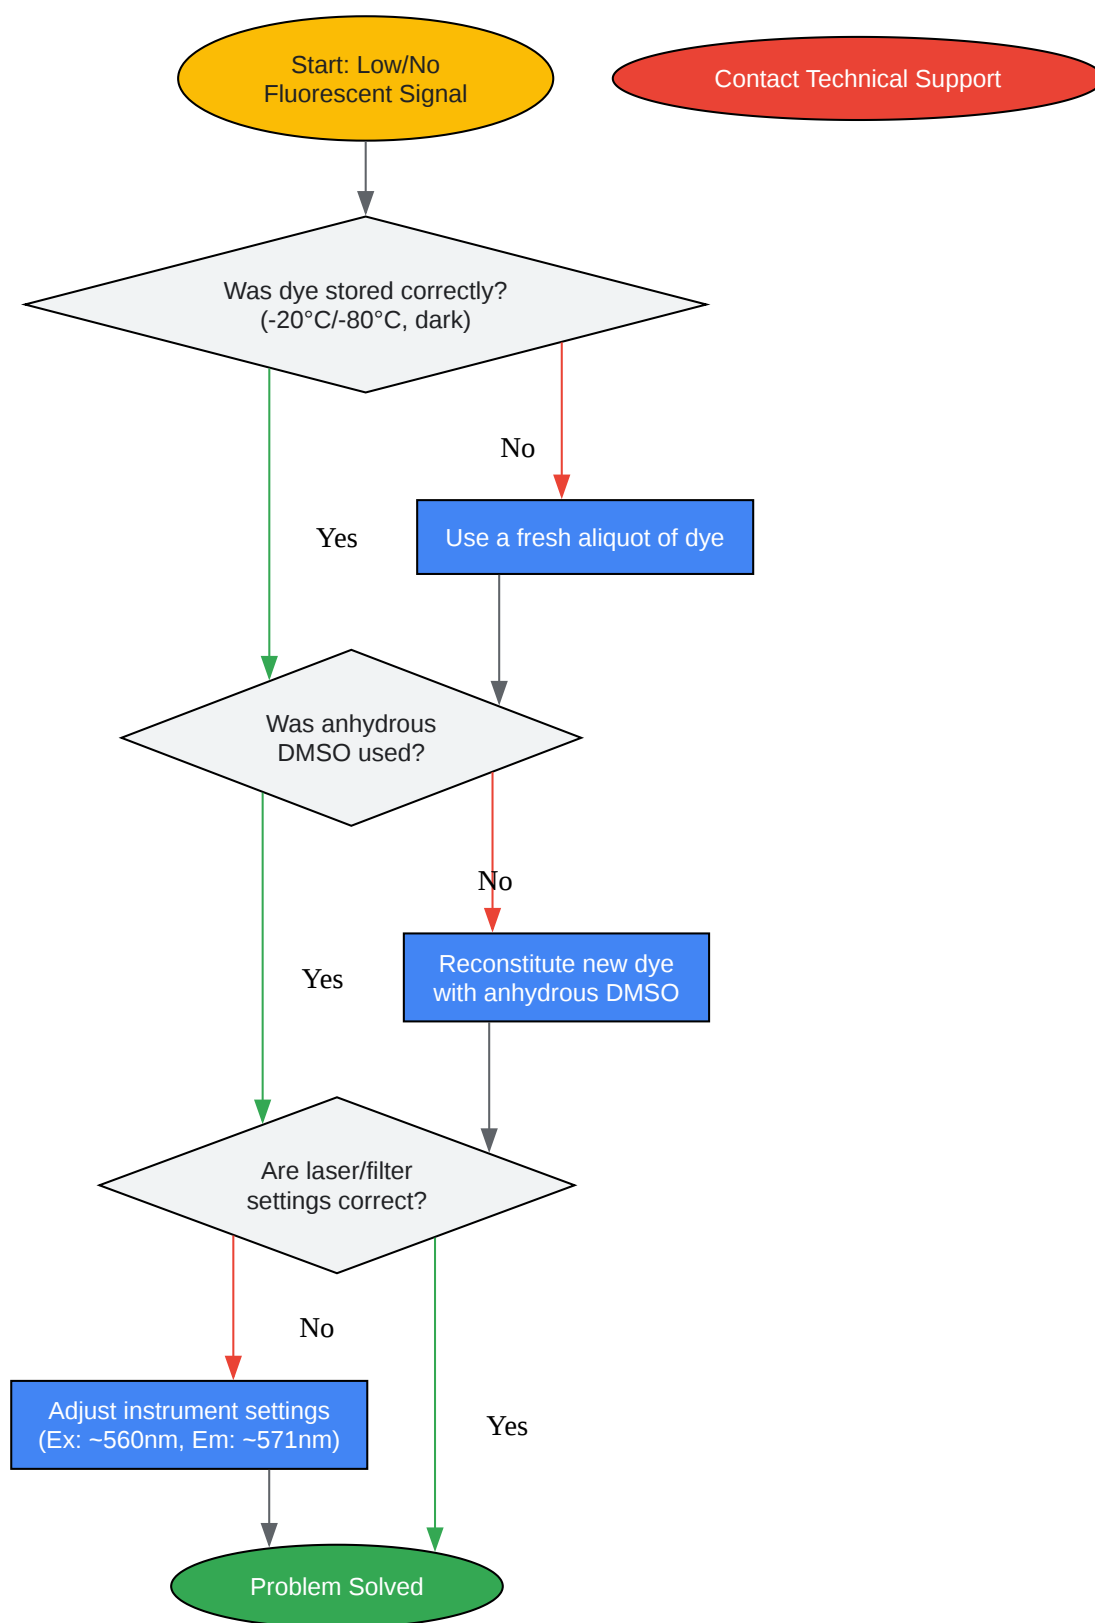 Start: Low/No
Fluorescent Signal
Contact Technical Support
Was dye stored correctly?
(-20°C/-80°C, dark)
No
Yes
Use a fresh aliquot of dye
Was anhydrous
DMSO used?
No
Yes
Reconstitute new dye
with anhydrous DMSO
Are laser/filter
settings correct?
No
Adjust instrument settings
(Ex: ~560nm, Em: ~571nm)
Yes
Problem Solved